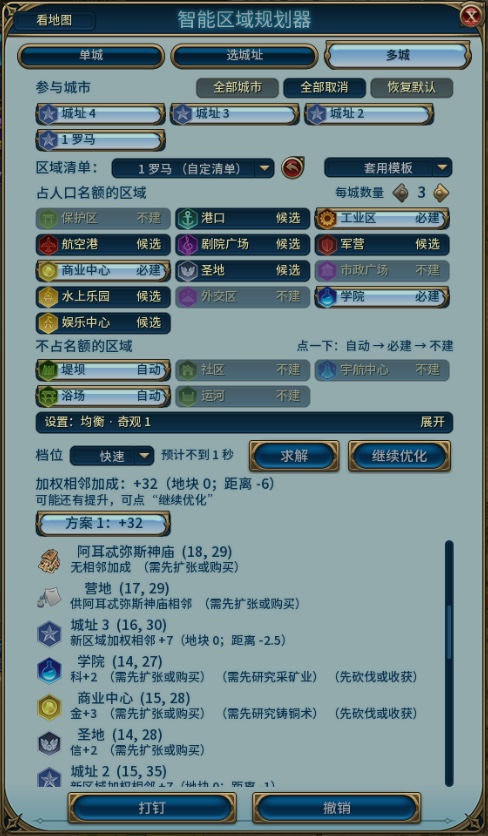 看地图
智能区域规划器
单城 选城址 多城
参与城市 全部城市 全部取消 恢复默认
城址 4 城址 3 城址 2
1 罗马
区域清单： 1 罗马 （自定清单） 套用模板
占人口名额的区域 每城数量 3
保护区 不建 港口 候选 工业区 必建
航空港 候选 剧院广场 候选 军营 候选
商业中心 必建 圣地 候选 市政广场 不建
水上乐园 候选 外交区 不建 学院 必建
娱乐中心 候选
不占名额的区域 点一下：自动 → 必建 → 不建
堤坝 自动 社区 不建 宇航中心 不建
浴场 自动 运河 不建
设置：均衡 · 奇观 1 展开
档位 快速 预计不到 1 秒 求解 继续优化
加权相邻加成：+32（地块 0；距离 -6）
可能还有提升，可点“继续优化”
方案 1：+32
阿耳忒弥斯神庙 (18, 29)
无相邻加成 （需先扩张或购买）
营地 (17, 29)
供阿耳忒弥斯神庙相邻 （需先扩张或购买）
城址 3 (16, 30)
新区域加权相邻 +7（地块 0；距离 -2.5）
学院 (14, 27)
科+2 （需先扩张或购买） （需先研究采矿业） （先砍伐或收获）
商业中心 (15, 28)
金+3 （需先扩张或购买） （需先研究铸铜术） （先砍伐或收获）
圣地 (14, 28)
信+2 （需先扩张或购买）
城址 2 (15, 35)
新区域加权相邻 +7（地块 0；距离 -1）
打钉 撤销